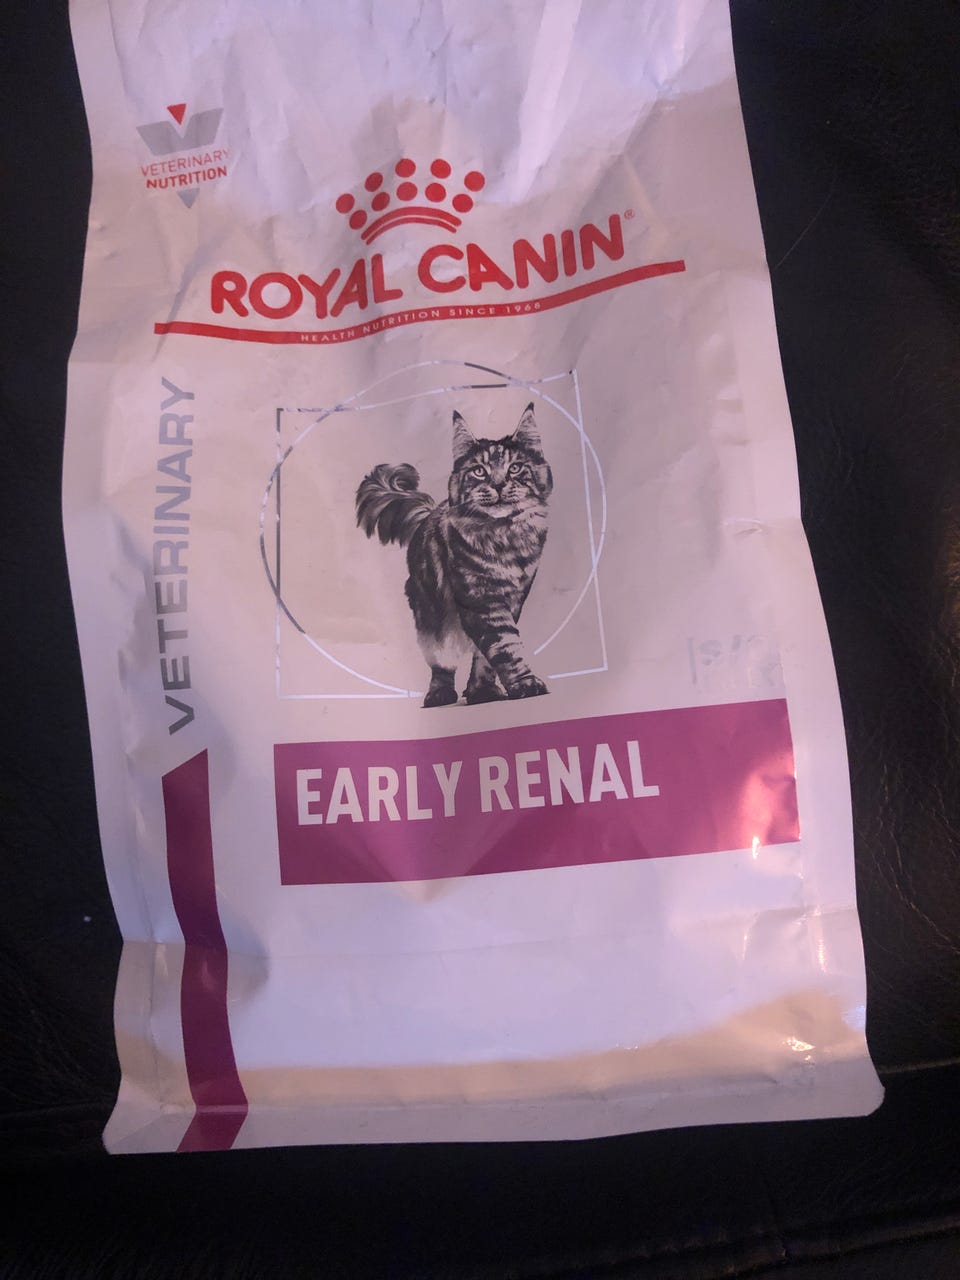 VETERINARY
NUTRITION
ROYAL CANIN®
HEALTH NUTRITION SINCE 1968
VETERINARY
EARLY RENAL